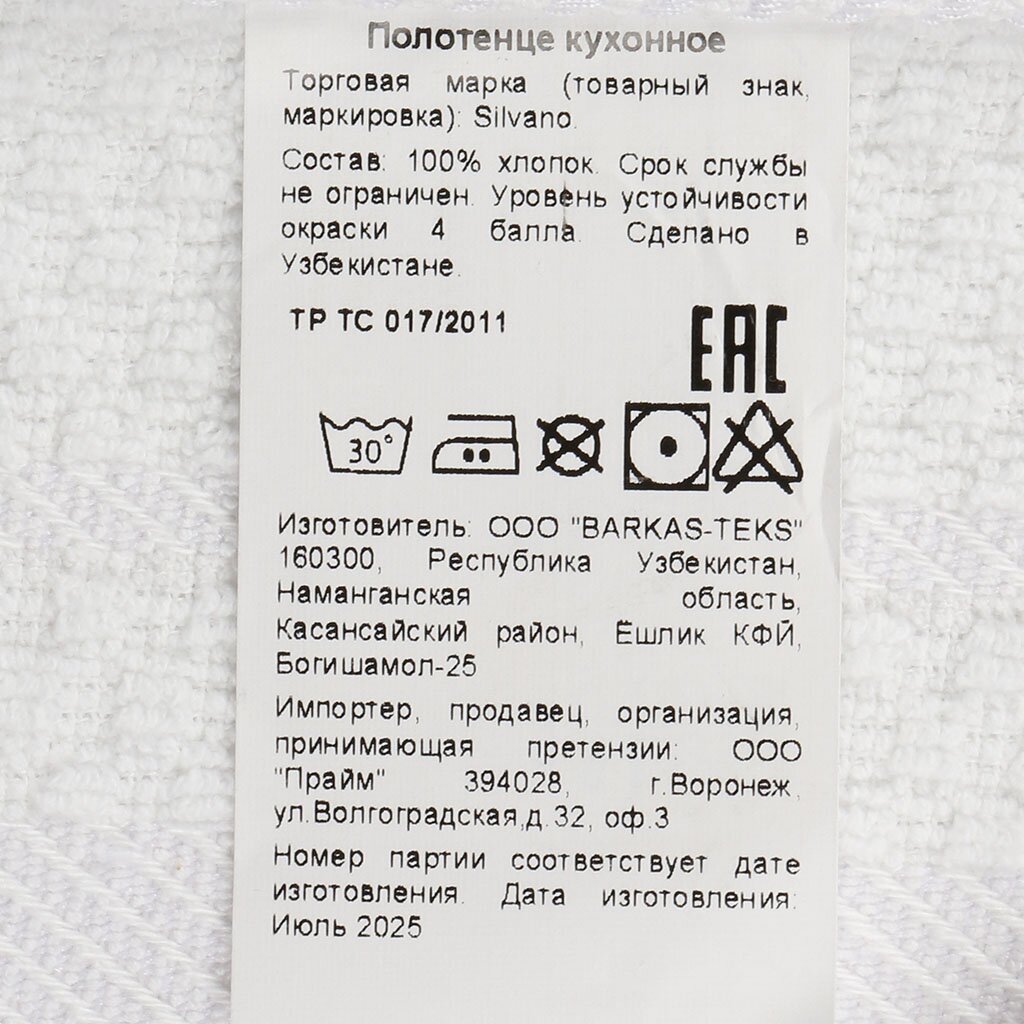 Полотенце кухонное
Торговая марка (товарный знак,
маркировка): Silvano.
Состав: 100% хлопок. Срок службы
не ограничен. Уровень устойчивости
окраски 4 балла. Сделано в
Узбекистане.
ТР ТС 017/2011
EAC
30°
Изготовитель: ООО "BARKAS-TEKS"
160300, Республика Узбекистан,
Наманганская область,
Касансайский район, Ёшлик КФЙ,
Богишамол-25
Импортер, продавец, организация,
принимающая претензии: ООО
"Прайм" 394028, г.Воронеж,
ул.Волгоградская,д.32, оф.3
Номер партии соответствует дате
изготовления. Дата изготовления:
Июль 2025